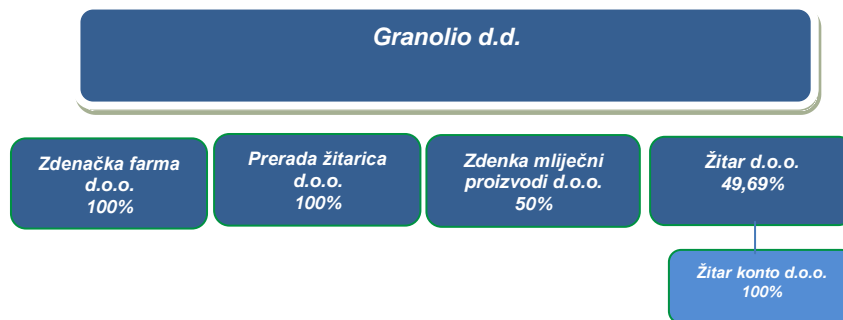 Granolio d.d.
Zdenačka farma
d.o.o.
100%
Prerada žitarica
d.o.o.
100%
Zdenka mliječni
proizvodi d.o.o.
50%
Žitar d.o.o.
49,69%
Žitar konto d.o.o.
100%